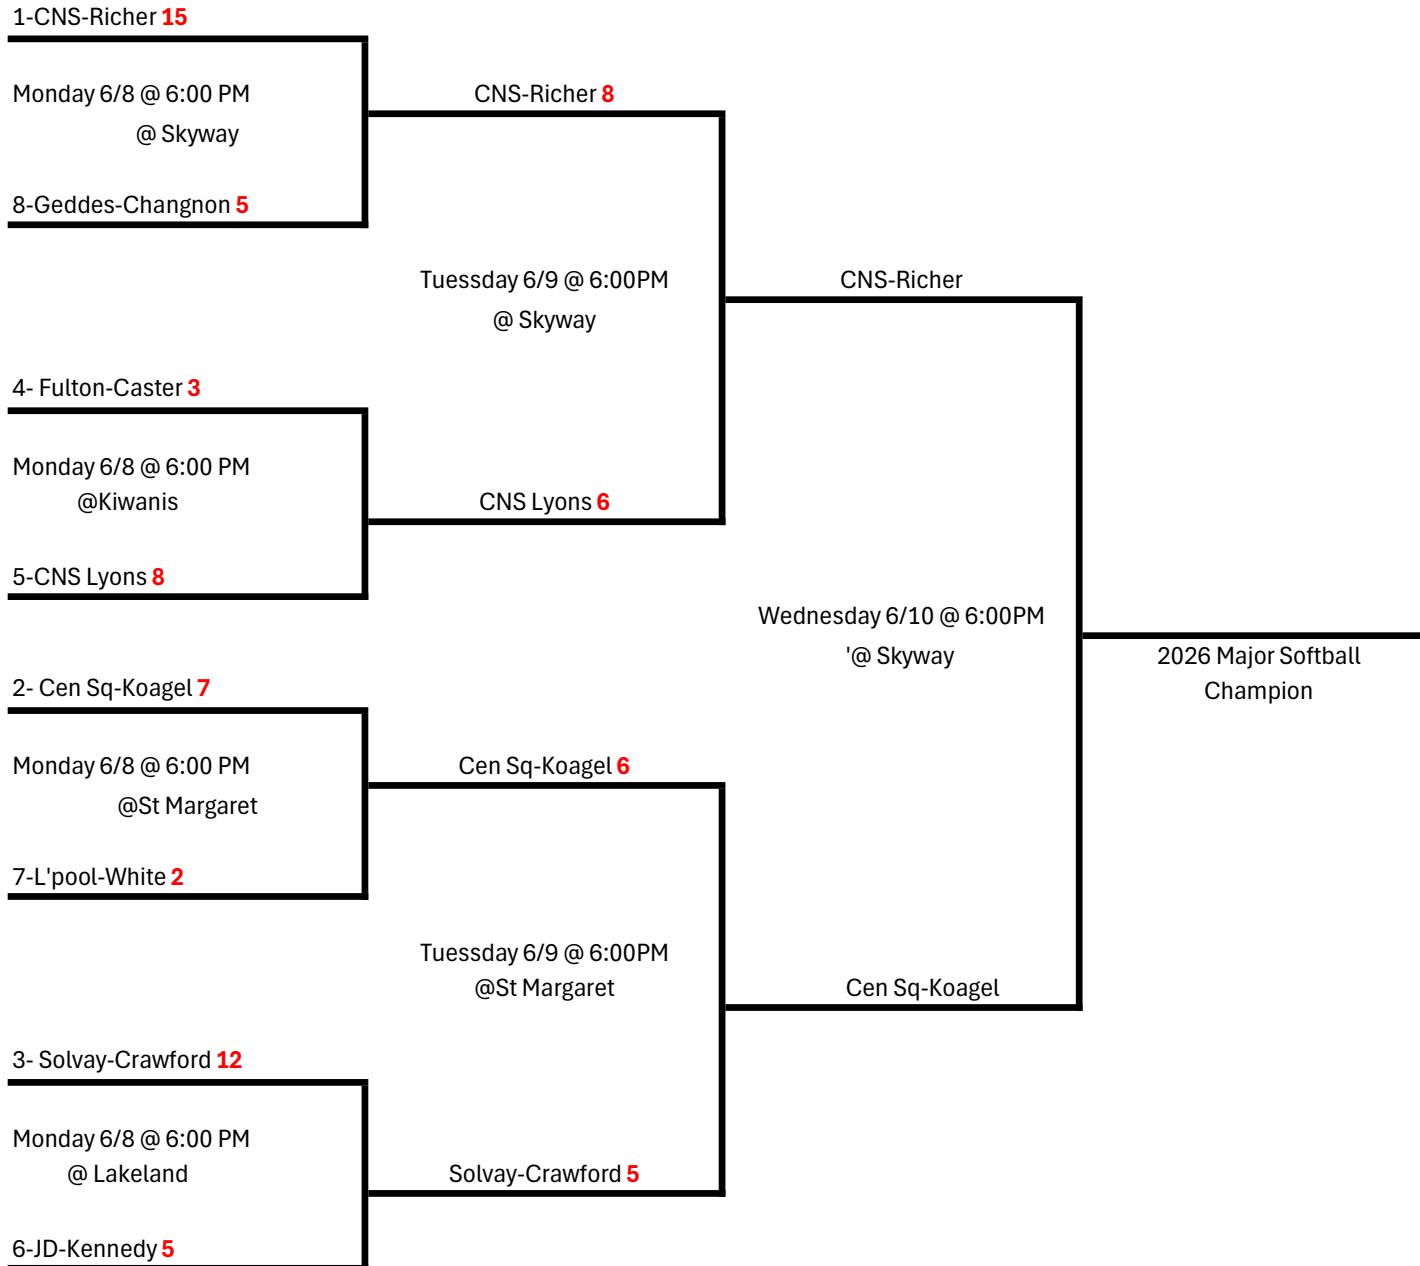 1-CNS-Richer 15
Monday 6/8 @ 6:00 PM
@ Skyway
8-Geddes-Changnon 5
CNS-Richer 8
Tuessday 6/9 @ 6:00PM
@ Skyway
CNS-Richer
4- Fulton-Caster 3
Monday 6/8 @ 6:00 PM
@Kiwanis
5-CNS Lyons 8
CNS Lyons 6
Wednesday 6/10 @ 6:00PM
'@ Skyway
2026 Major Softball
Champion
2- Cen Sq-Koagel 7
Monday 6/8 @ 6:00 PM
@St Margaret
7-L'pool-White 2
Cen Sq-Koagel 6
Tuessday 6/9 @ 6:00PM
@St Margaret
Cen Sq-Koagel
3- Solvay-Crawford 12
Monday 6/8 @ 6:00 PM
@ Lakeland
6-JD-Kennedy 5
Solvay-Crawford 5